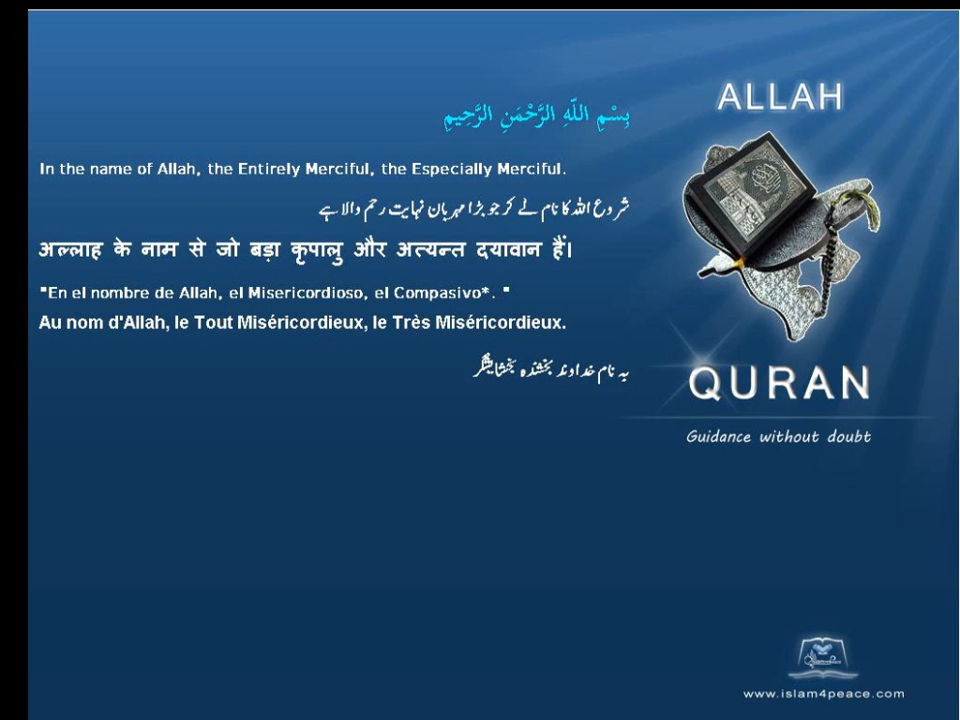 بِسْمِ اللّهِ الرَّحْمَنِ الرَّحِيمِ
In the name of Allah, the Entirely Merciful, the Especially Merciful.
شروع الله کا نام لے کر جو بڑا مہربان نہایت رحم والا ہے
अल्लाह के नाम से जो बड़ा कृपालु और अत्यन्त दयावान हैं।
"En el nombre de Allah, el Misericordioso, el Compasivo*. "
Au nom d'Allah, le Tout Miséricordieux, le Très Miséricordieux.
به نام خداوند بخشنده بخشایشگر
ALLAH
QURAN
Guidance without doubt
www.islam4peace.com